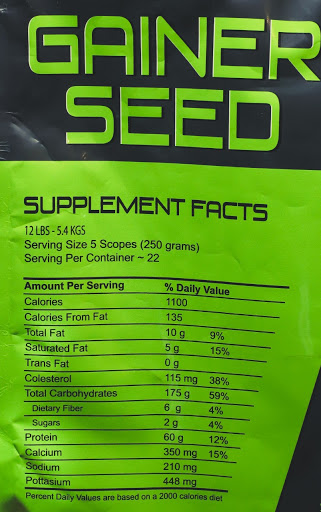 GAINER
SEED
SUPPLEMENT FACTS
12 LBS - 5.4 KGS
Serving Size 5 Scopes (250 grams)
Serving Per Container ~ 22
Amount Per Serving % Daily Value
Calories 1100
Calories From Fat 135
Total Fat 10 g 9%
Saturated Fat 5 g 15%
Trans Fat 0 g
Colesterol 115 mg 38%
Total Carbohydrates 175 g 59%
Dietary Fiber 6 g 4%
Sugars 2 g 4%
Protein 60 g 12%
Calcium 350 mg 15%
Sodium 210 mg
Pottasium 448 mg
Percent Daily Values are based on a 2000 calories diet